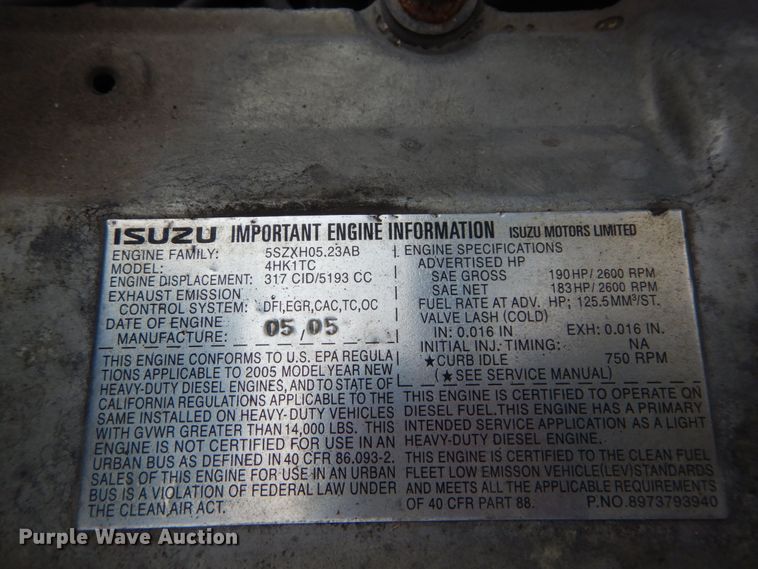 ISUZU IMPORTANT ENGINE INFORMATION ISUZU MOTORS LIMITED
ENGINE FAMILY: 5SZXH05.23AB
MODEL: 4HK1TC
ENGINE DISPLACEMENT: 317 CID/5193 CC
EXHAUST EMISSION
CONTROL SYSTEM: DFI,EGR,CAC,TC,OC
DATE OF ENGINE
MANUFACTURE: 05/05
THIS ENGINE CONFORMS TO U.S. EPA REGULA
TIONS APPLICABLE TO 2005 MODEL YEAR NEW
HEAVY-DUTY DIESEL ENGINES, AND TO STATE OF
CALIFORNIA REGULATIONS APPLICABLE TO THE
SAME INSTALLED ON HEAVY-DUTY VEHICLES
WITH GVWR GREATER THAN 14,000 LBS. THIS
ENGINE IS NOT CERTIFIED FOR USE IN AN
URBAN BUS AS DEFINED IN 40 CFR 86.093-2.
SALES OF THIS ENGINE FOR USE IN AN URBAN
BUS IS A VIOLATION OF FEDERAL LAW UNDER
THE CLEAN AIR ACT.
ENGINE SPECIFICATIONS
ADVERTISED HP
SAE GROSS 190HP/ 2600 RPM
SAE NET 183HP/ 2600 RPM
FUEL RATE AT ADV. HP; 125.5MM³/ST.
VALVE LASH (COLD)
IN: 0.016 IN. EXH: 0.016 IN.
INITIAL INJ. TIMING: NA
★CURB IDLE 750 RPM
(★SEE SERVICE MANUAL)
THIS ENGINE IS CERTIFIED TO OPERATE ON
DIESEL FUEL.THIS ENGINE HAS A PRIMARY
INTENDED SERVICE APPLICATION AS A LIGHT
HEAVY-DUTY DIESEL ENGINE.
THIS ENGINE IS CERTIFIED TO THE CLEAN FUEL
FLEET LOW EMISSON VEHICLE(LEV)STANDARDS
AND MEETS ALL THE APPLICABLE REQUIREMENTS
OF 40 CFR PART 88. P.NO.8973793940
Purple Wave Auction